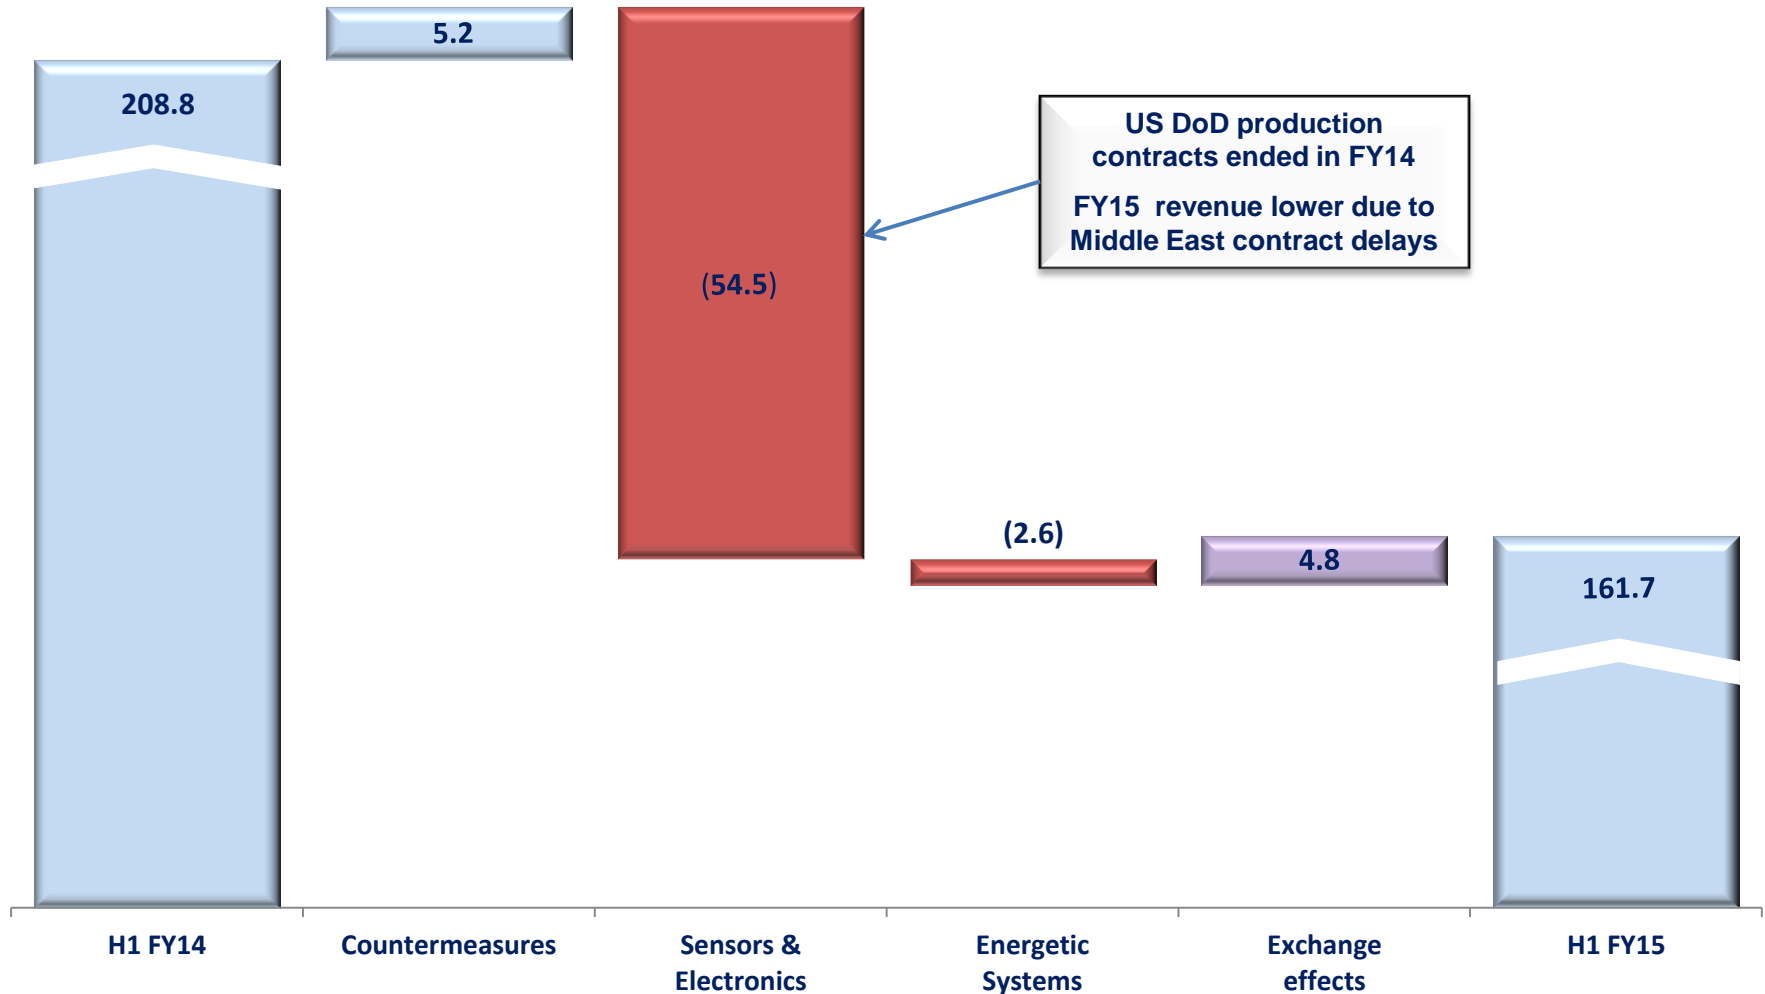 5.2
208.8
US DoD production
contracts ended in FY14
FY15 revenue lower due to
Middle East contract delays
(54.5)
(2.6)
4.8
161.7
H1 FY14
Countermeasures
Sensors &
Electronics
Energetic
Systems
Exchange
effects
H1 FY15